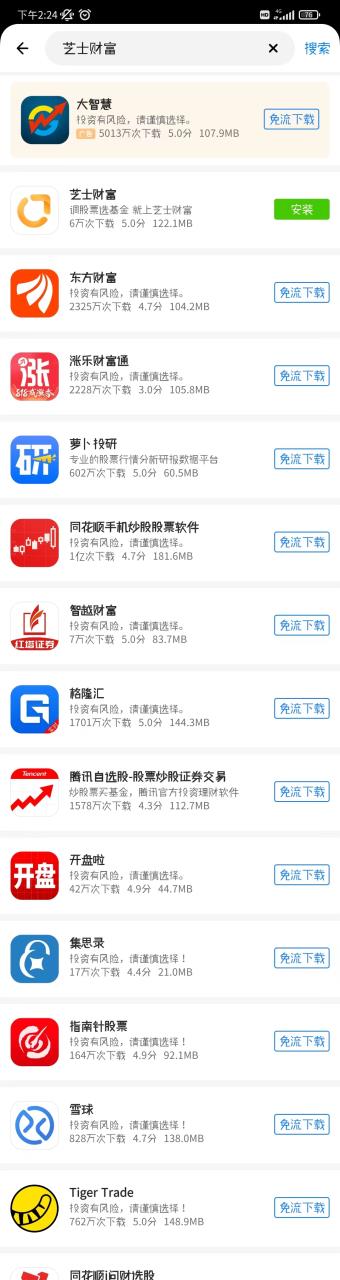 下午2:24
HD 4G 76
芝士财富
搜索
大智慧
投资有风险，请谨慎选择。
广告 5013万次下载 5.0分 107.9MB
免流下载
芝士财富
调股票选基金 就上芝士财富
6万次下载 5.0分 122.1MB
安装
东方财富
投资有风险，请谨慎选择。
2325万次下载 4.7分 104.2MB
免流下载
涨
涨乐财富通
投资有风险，请谨慎选择。
2228万次下载 3.0分 105.8MB
免流下载
研
萝卜投研
专业的股票行情分析研报数据平台
602万次下载 5.0分 60.5MB
免流下载
同花顺手机炒股股票软件
投资有风险，请谨慎选择。
1亿次下载 4.7分 181.6MB
免流下载
红塔证券
智越财富
投资有风险，请谨慎选择。
7万次下载 5.0分 83.7MB
免流下载
格隆汇
投资有风险，请谨慎选择。
1701万次下载 5.0分 144.3MB
免流下载
Tencent
腾讯自选股-股票炒股证券交易
炒股票买基金，腾讯官方投资理财软件
1578万次下载 4.3分 112.7MB
免流下载
开盘
开盘啦
投资有风险，请谨慎选择。
42万次下载 4.9分 44.7MB
免流下载
集思录
投资有风险，请谨慎选择！
17万次下载 4.4分 21.0MB
免流下载
指南针股票
投资有风险，请谨慎选择！
164万次下载 4.9分 92.1MB
免流下载
雪球
投资有风险，请谨慎选择！
828万次下载 4.7分 138.0MB
免流下载
Tiger Trade
投资有风险，请谨慎选择！
762万次下载 5.0分 148.9MB
免流下载
同花顺问财选股